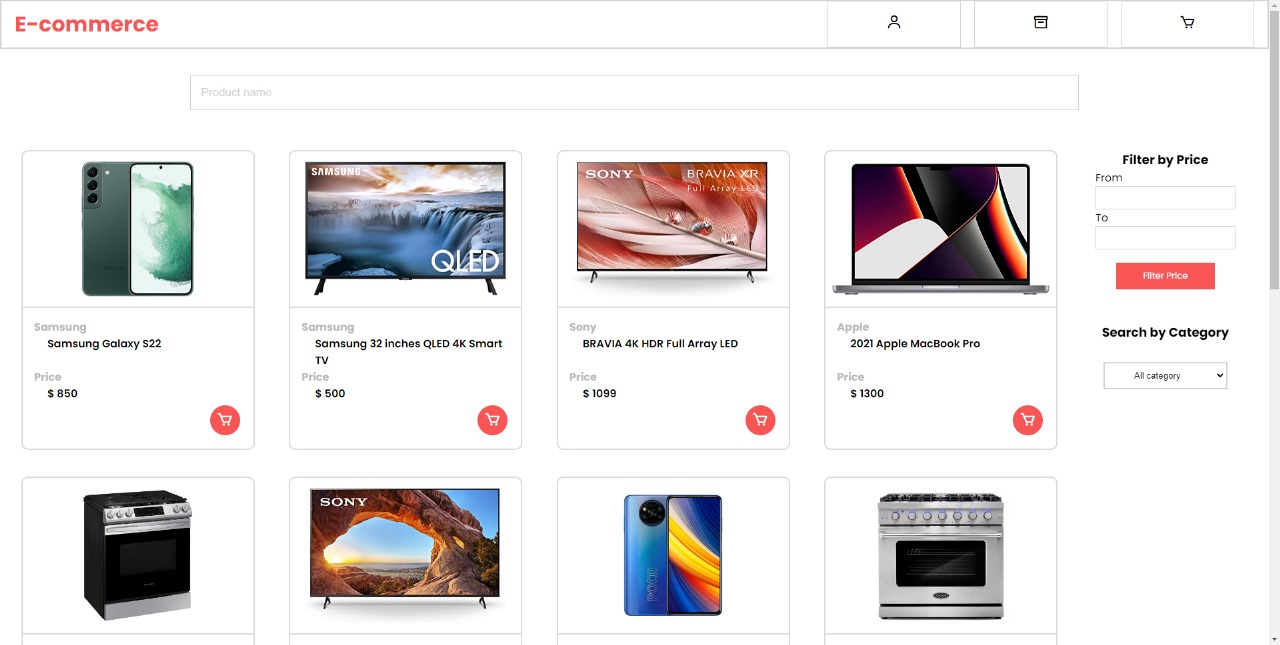 E-commerce
Product name
SAMSUNG
QLED
SONY
BRAVIA XR
Full Array LED
Samsung
Samsung Galaxy S22
Price
$ 850
Samsung
Samsung 32 inches QLED 4K Smart
TV
Price
$ 500
Sony
BRAVIA 4K HDR Full Array LED
Price
$ 1099
Apple
2021 Apple MacBook Pro
Price
$ 1300
Filter by Price
From
To
Filter Price
Search by Category
All category
SONY
POCO